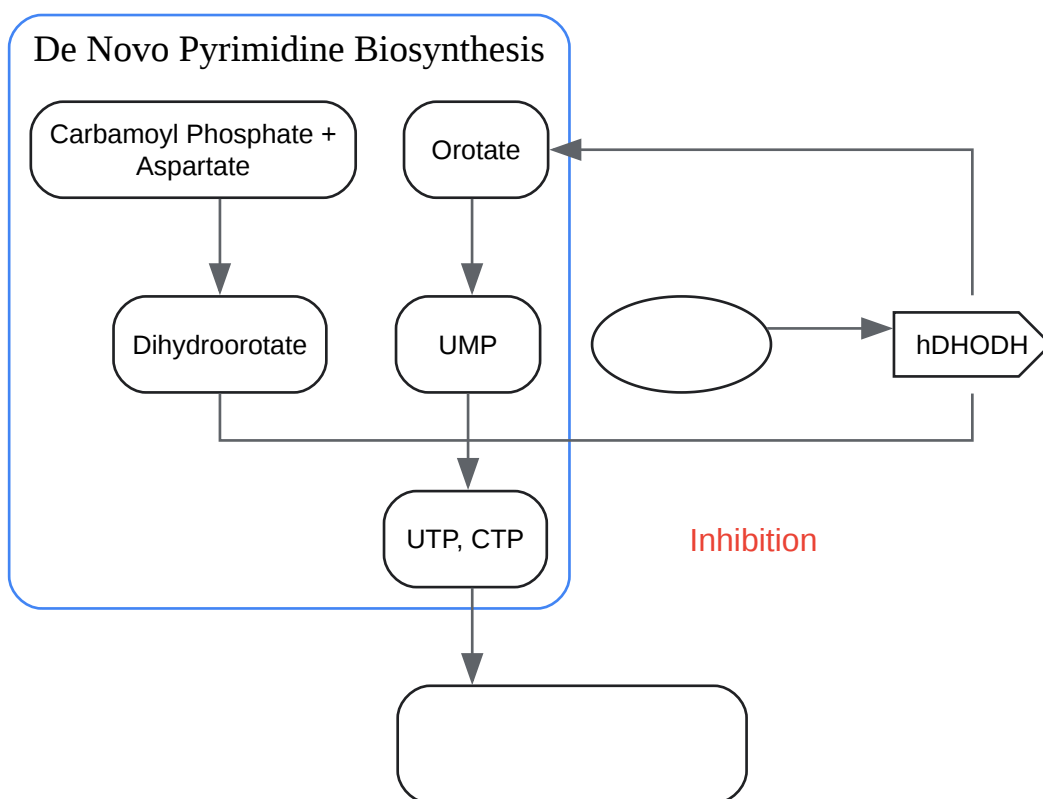 De Novo Pyrimidine Biosynthesis
Carbamoyl Phosphate +
Aspartate
Orotate
Dihydroorotate
UMP
hDHODH
UTP, CTP
Inhibition